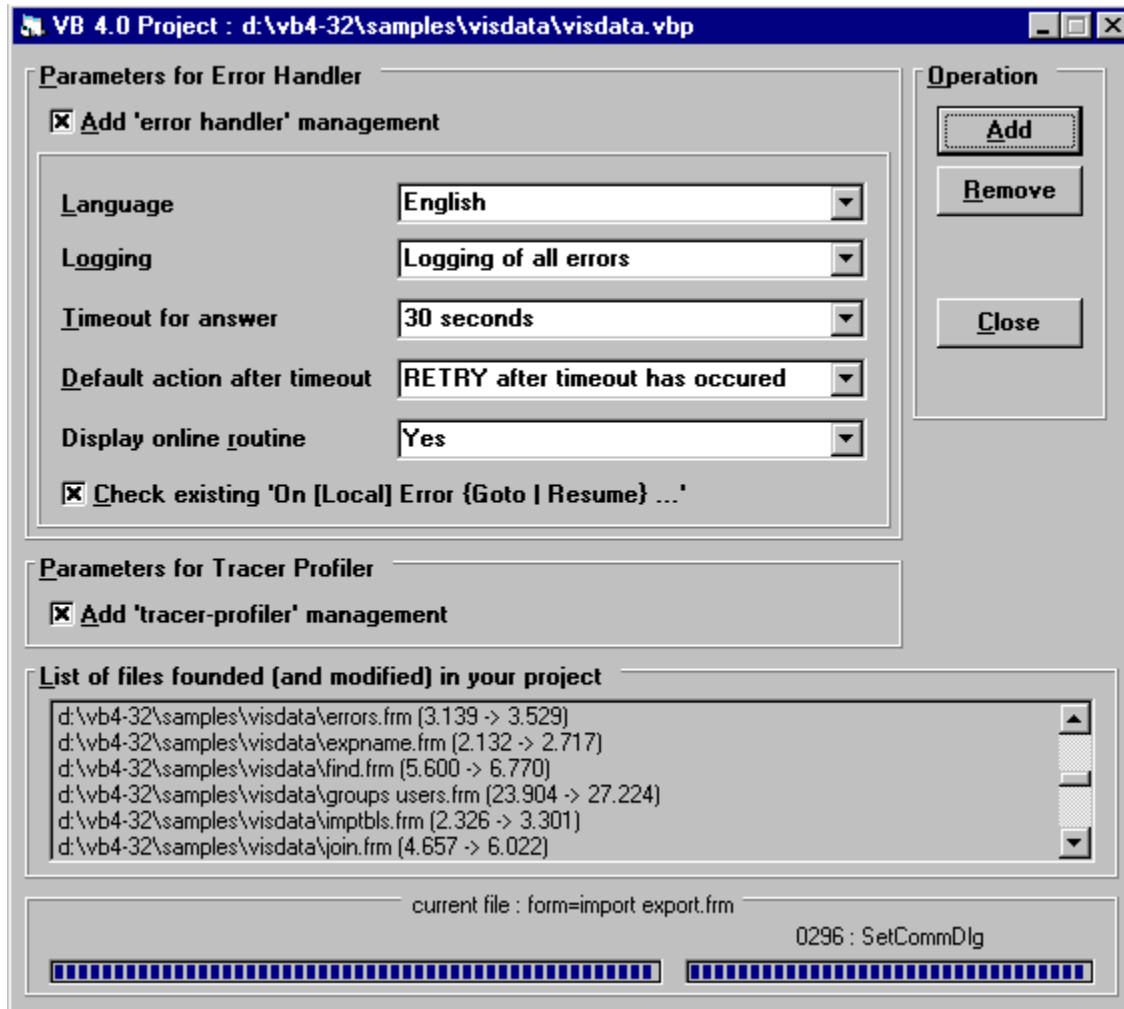 VB 4.0 Project : d:\vb4-32\samples\visdata\visdata.vbp
Parameters for Error Handler
Add 'error handler' management
Language
English
Logging
Logging of all errors
Timeout for answer
30 seconds
Default action after timeout
RETRY after timeout has occured
Display online routine
Yes
Check existing 'On [Local] Error {Goto | Resume} ...'
Operation
Add
Remove
Close
Parameters for Tracer Profiler
Add 'tracer-profiler' management
List of files founded (and modified) in your project
d:\vb4-32\samples\visdata\errors.frm (3.139 -> 3.529)
d:\vb4-32\samples\visdata\expname.frm (2.132 -> 2.717)
d:\vb4-32\samples\visdata\find.frm (5.600 -> 6.770)
d:\vb4-32\samples\visdata\groups users.frm (23.904 -> 27.224)
d:\vb4-32\samples\visdata\imptbls.frm (2.326 -> 3.301)
d:\vb4-32\samples\visdata\join.frm (4.657 -> 6.022)
current file : form=import export.frm
0296 : SetCommDlg